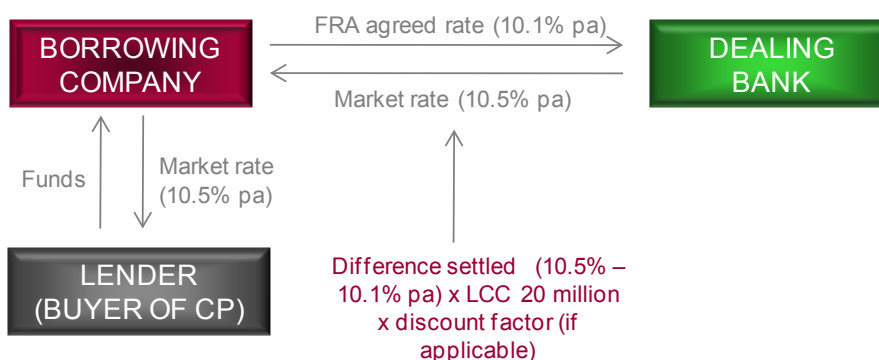 FRA agreed rate (10.1% pa)
BORROWING
COMPANY
DEALING
BANK
Market rate (10.5% pa)
Funds
Market rate
(10.5% pa)
LENDER
(BUYER OF CP)
Difference settled (10.5% –
10.1% pa) x LCC 20 million
x discount factor (if
applicable)